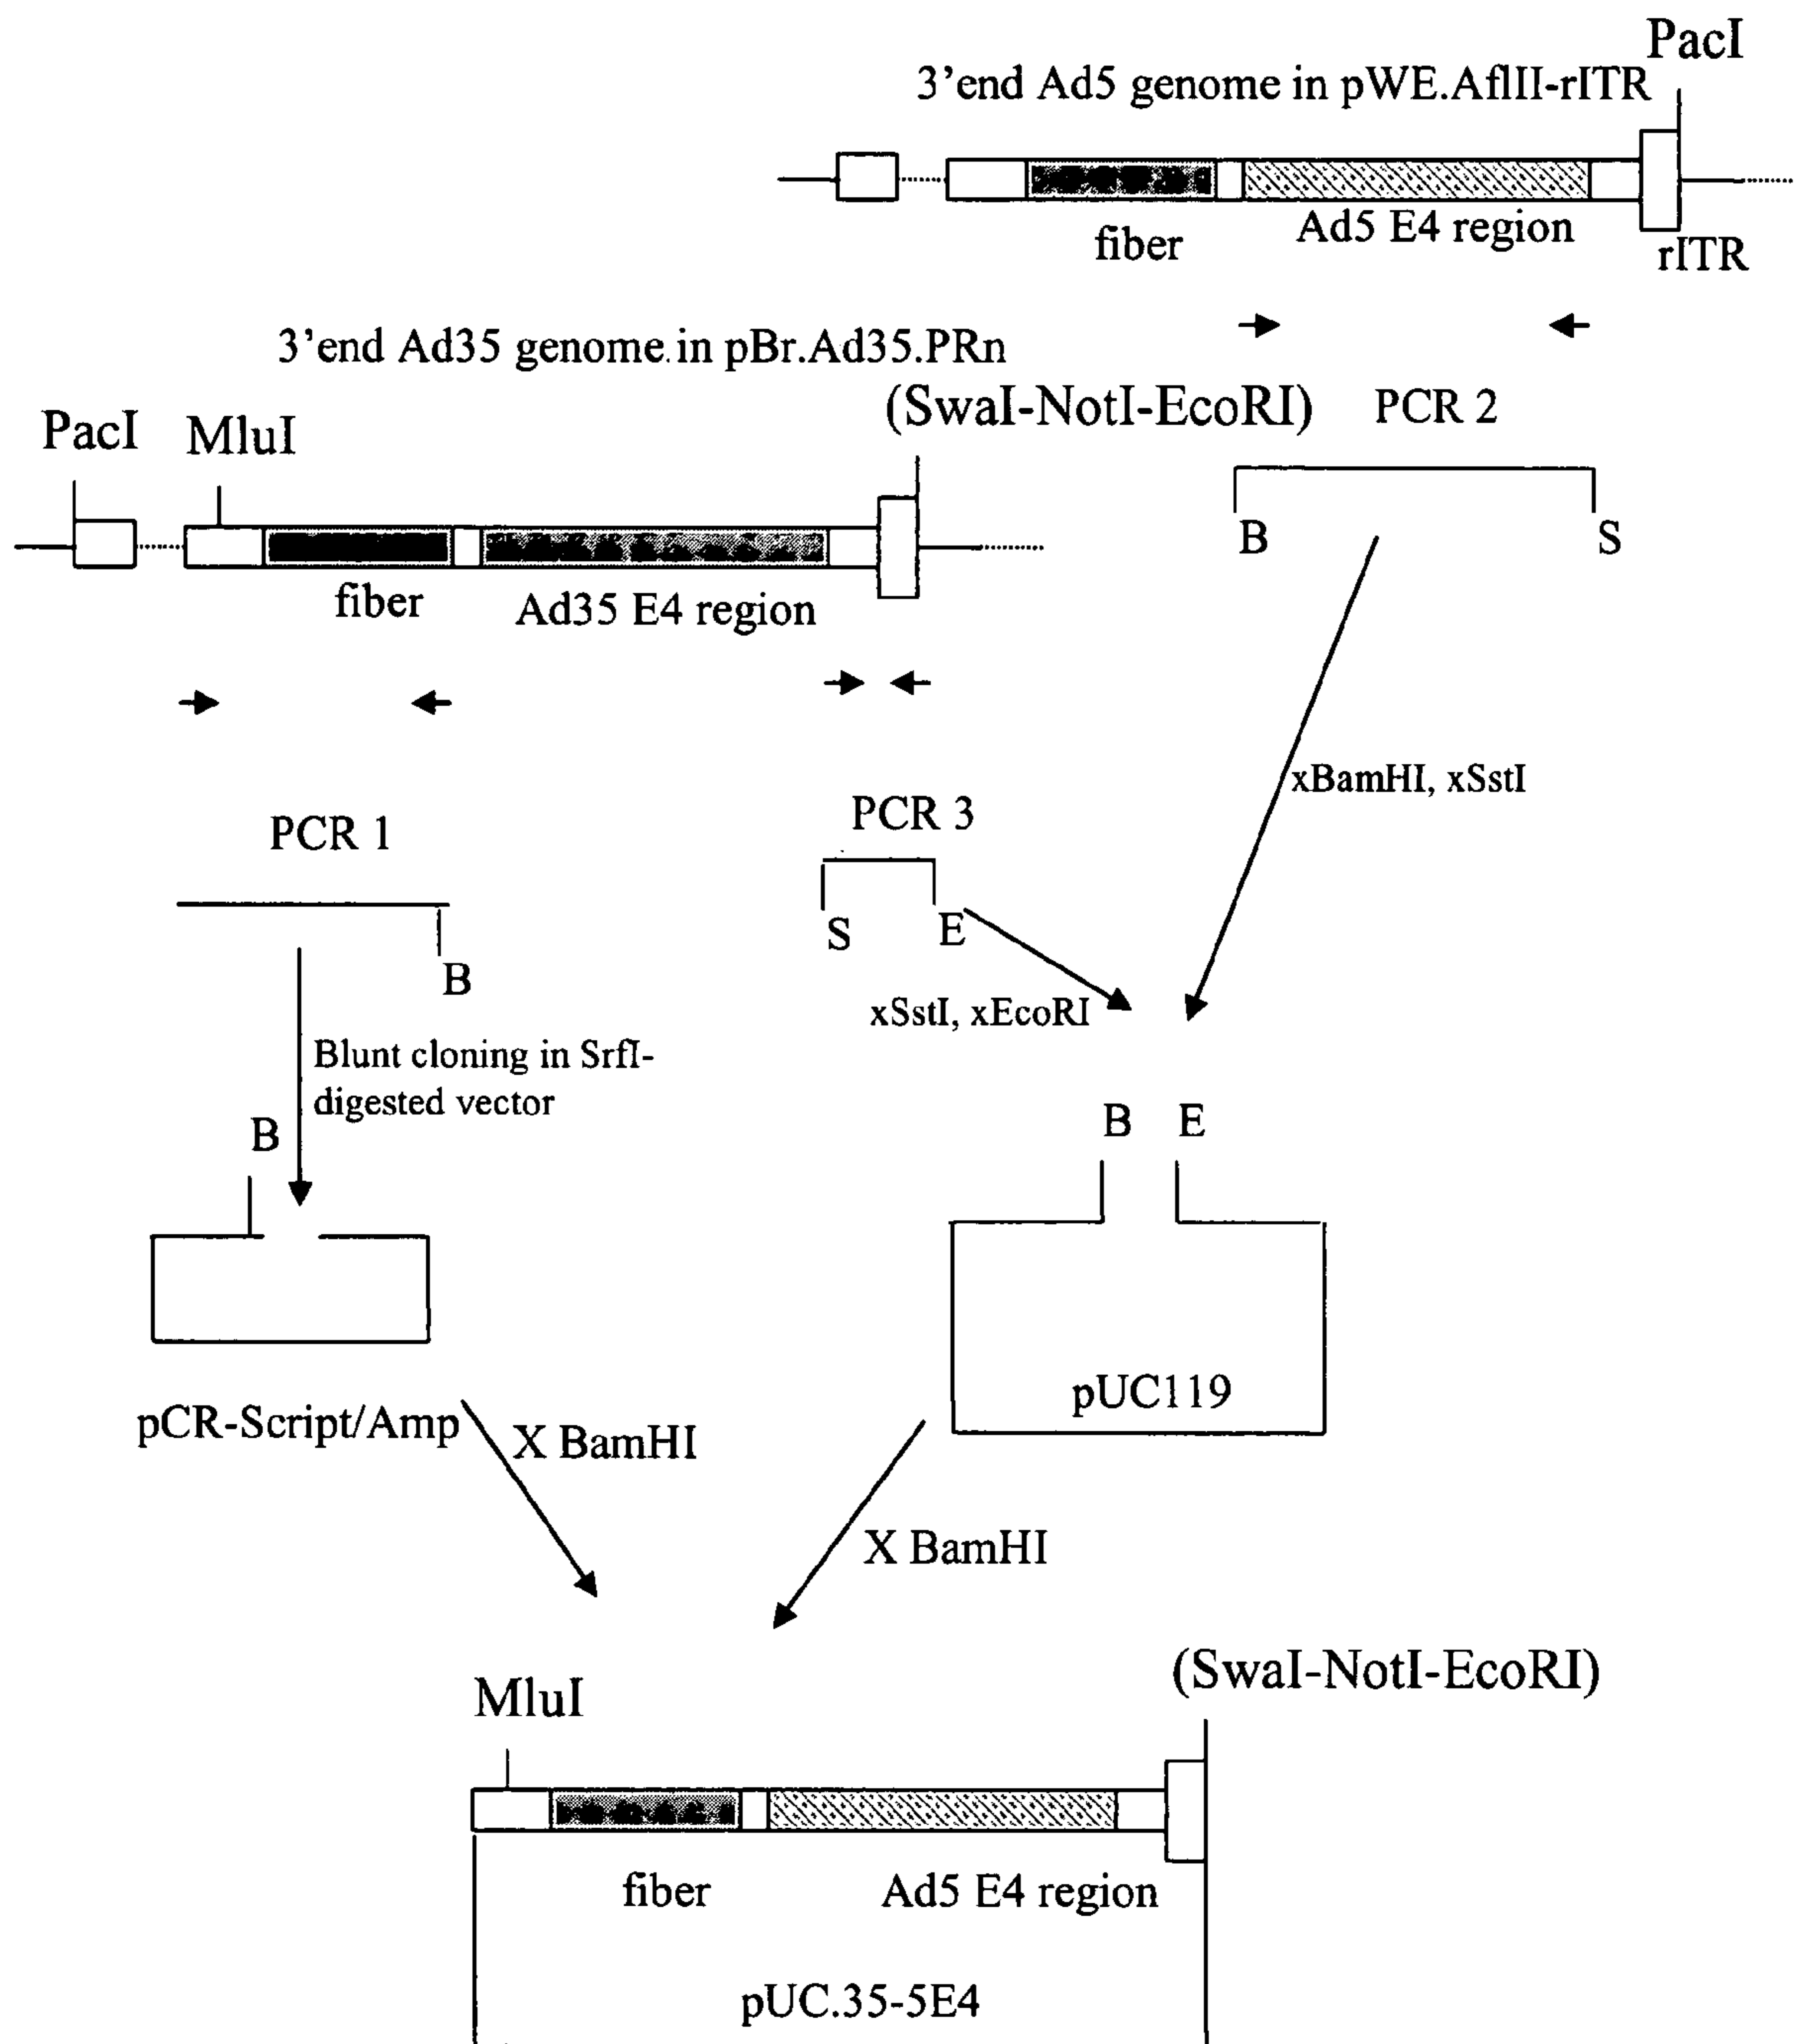 PacI
3'end Ad5 genome in pWE.AflII-rITR
fiber
Ad5 E4 region
rITR
3'end Ad35 genome in pBr.Ad35.PRn
(SwaI-NotI-EcoRI)
PCR 2
PacI
MluI
B
S
fiber
Ad35 E4 region
xBamHI, xSstI
PCR 1
PCR 3
S
E
B
xSstI, xEcoRI
Blunt cloning in SrfI-
digested vector
B
B
E
pUC119
pCR-Script/Amp
X BamHI
X BamHI
(SwaI-NotI-EcoRI)
MluI
fiber
Ad5 E4 region
pUC.35-5E4